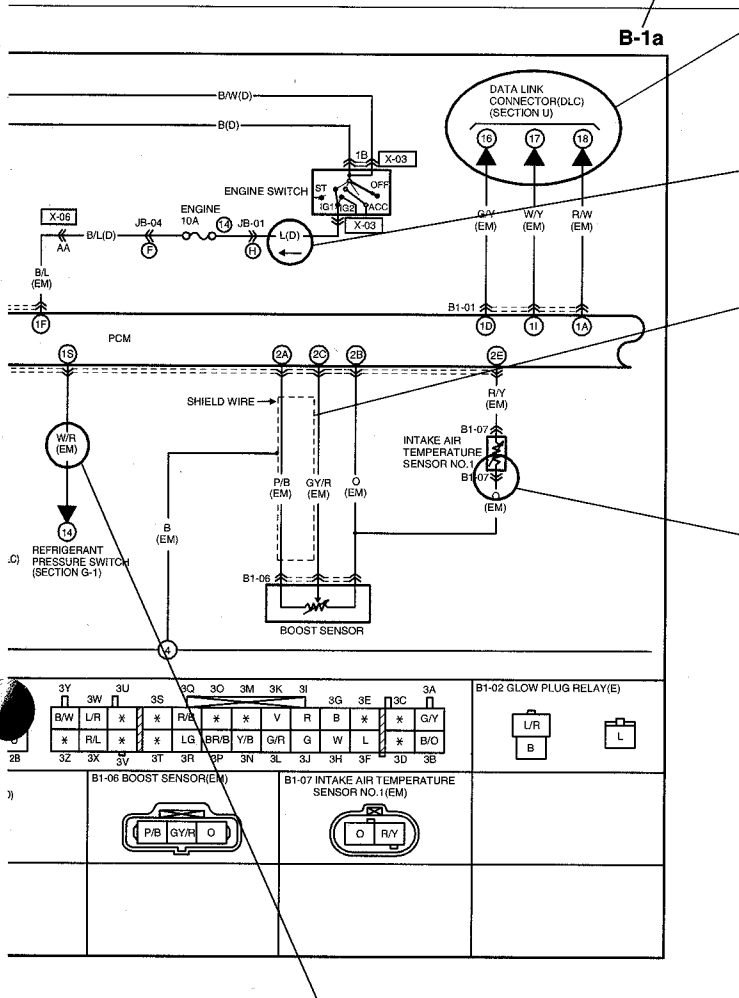 B-1a
B/W(D)
B(D)
DATA LINK
CONNECTOR(DLC)
(SECTION U)
16 17 18
1B X-03
ENGINE SWITCH
ST OFF
IG1 IG2 ACC
X-03
X-06
AA
B/L(D)
JB-04
F
ENGINE
10A
14
JB-01
H
L(D)
G/Y
(EM)
W/Y
(EM)
R/W
(EM)
B/L
(EM)
B1-01
1F 1D 1I 1A
PCM
1S 2A 2C 2B 2E
SHIELD WIRE
R/Y
(EM)
B1-07
INTAKE AIR
TEMPERATURE
SENSOR NO.1
B1-07
W/R
(EM)
P/B
(EM)
GY/R
(EM)
O
(EM)
O
(EM)
14
B
(EM)
.C)
REFRIGERANT
PRESSURE SWITCH
(SECTION G-1)
B1-06
BOOST SENSOR
4
3Y 3W 3U 3S 3Q 3O 3M 3K 3I 3G 3E 3C 3A
B/W L/R * * R/B * * V R B * * G/Y
* R/L * * LG BR/B Y/B G/R G W L * B/O
2B 3Z 3X 3V 3T 3R 3P 3N 3L 3J 3H 3F 3D 3B
B1-02 GLOW PLUG RELAY(E)
L/R
B
L
B1-06 BOOST SENSOR(EM)
P/B GY/R O
B1-07 INTAKE AIR TEMPERATURE
SENSOR NO.1(EM)
O R/Y